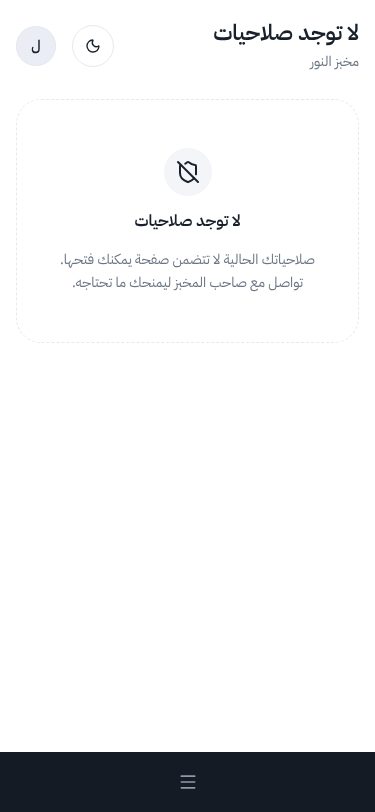 لا توجد صلاحيات
مخبز النور
ل
لا توجد صلاحيات
صلاحياتك الحالية لا تتضمن صفحة يمكنك فتحها.
تواصل مع صاحب المخبز ليمنحك ما تحتاجه.